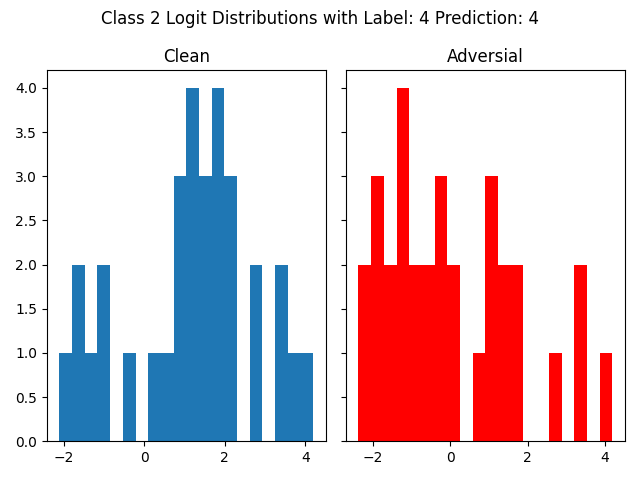 Class 2 Logit Distributions with Label: 4 Prediction: 4
Clean
Adversial
4.0
3.5
3.0
2.5
2.0
1.5
1.0
0.5
0.0
−2 0 2 4
−2 0 2 4